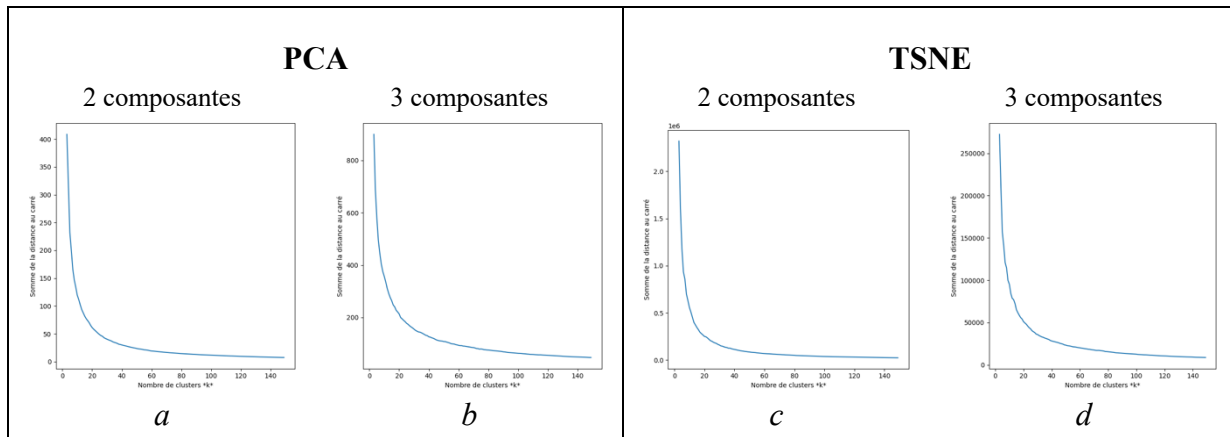 PCA
2 composantes
3 composantes
400
350
300
250
200
150
100
50
0
Somme de la distance au carré
0 20 40 60 80 100 120 140
Nombre de clusters *k*
a
800
600
400
200
Somme de la distance au carré
0 20 40 60 80 100 120 140
Nombre de clusters *k*
b
TSNE
2 composantes
3 composantes
1e6
2.0
1.5
1.0
0.5
0.0
Somme de la distance au carré
0 20 40 60 80 100 120 140
Nombre de clusters *k*
c
250000
200000
150000
100000
50000
0
Somme de la distance au carré
0 20 40 60 80 100 120 140
Nombre de clusters *k*
d